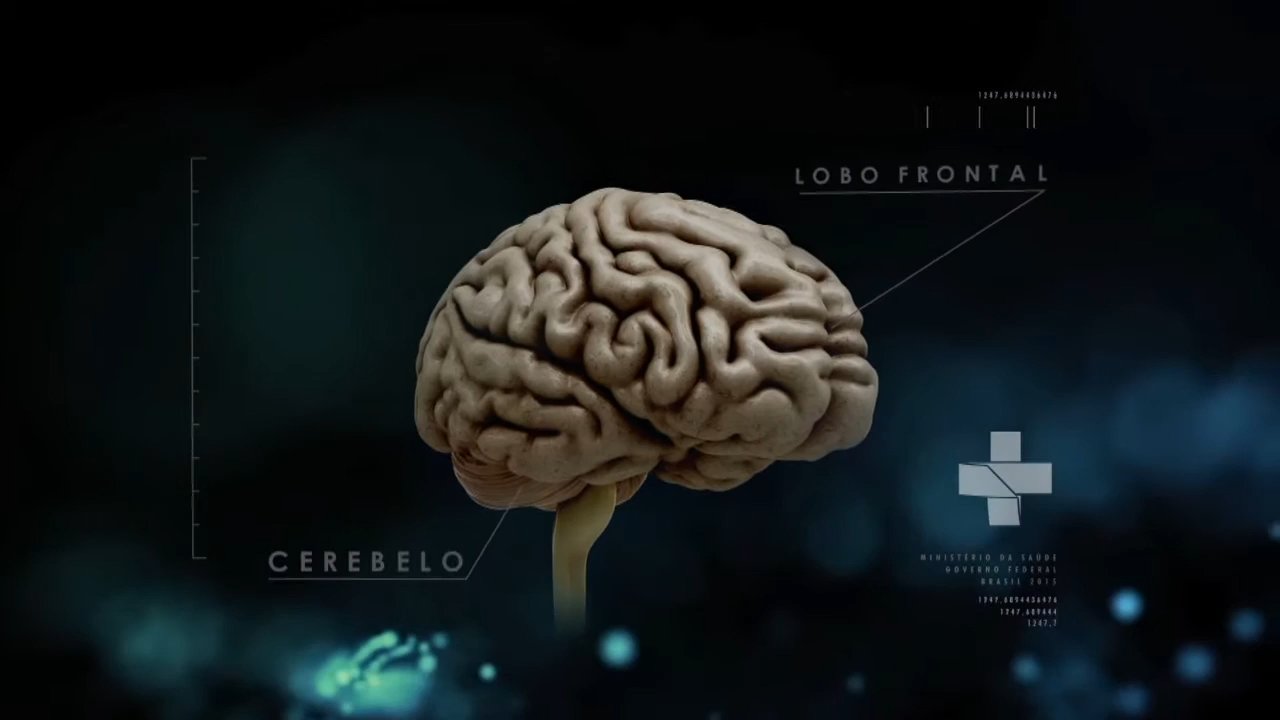 1247,6894436476
LOBO FRONTAL
CEREBELO
MINISTÉRIO DA SAÚDE
GOVERNO FEDERAL
BRASIL 2015
1247,6894436476
1247,689444
1247,7